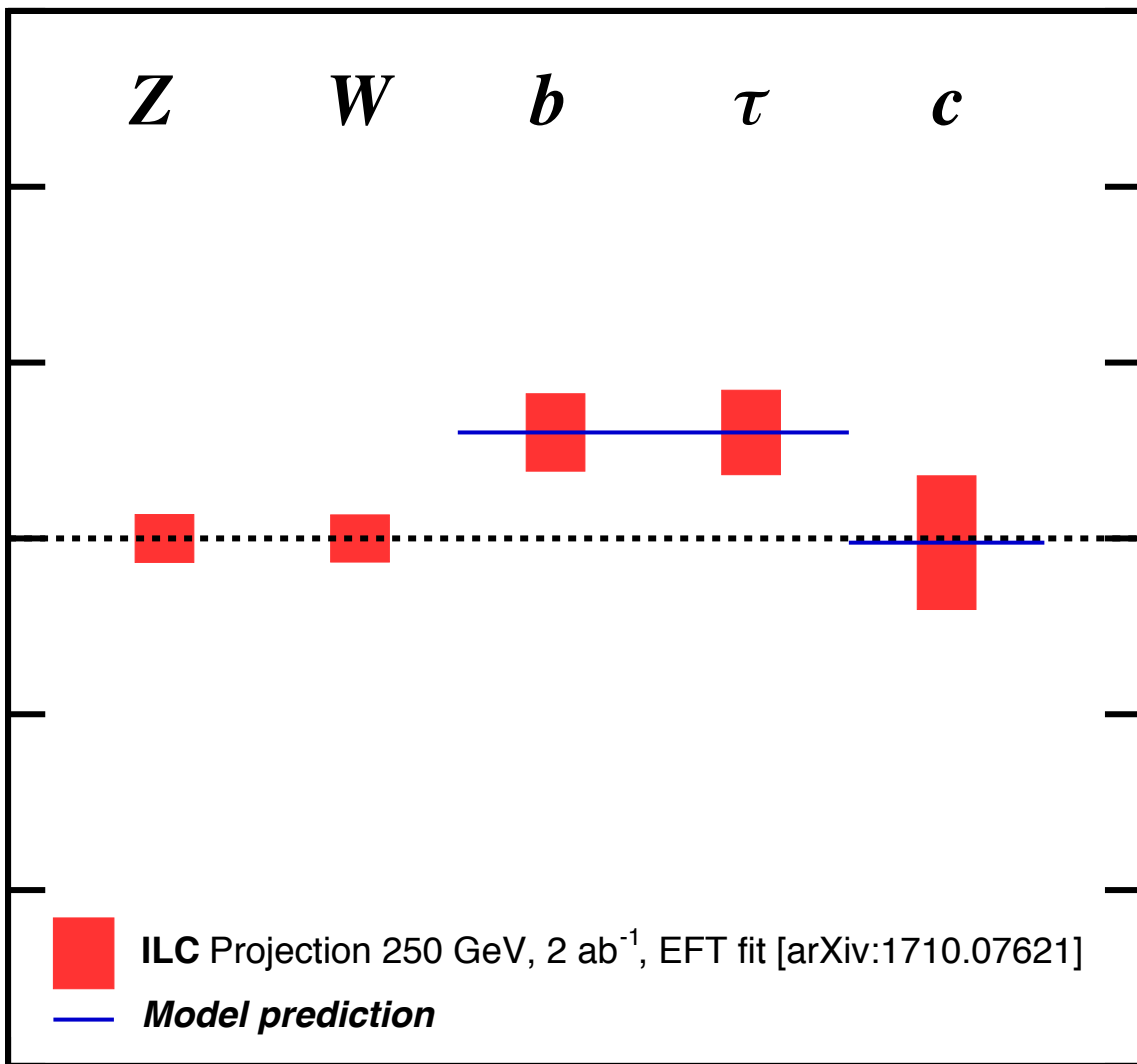 Z W b τ c
ILC Projection 250 GeV, 2 ab⁻¹, EFT fit [arXiv:1710.07621]
Model prediction